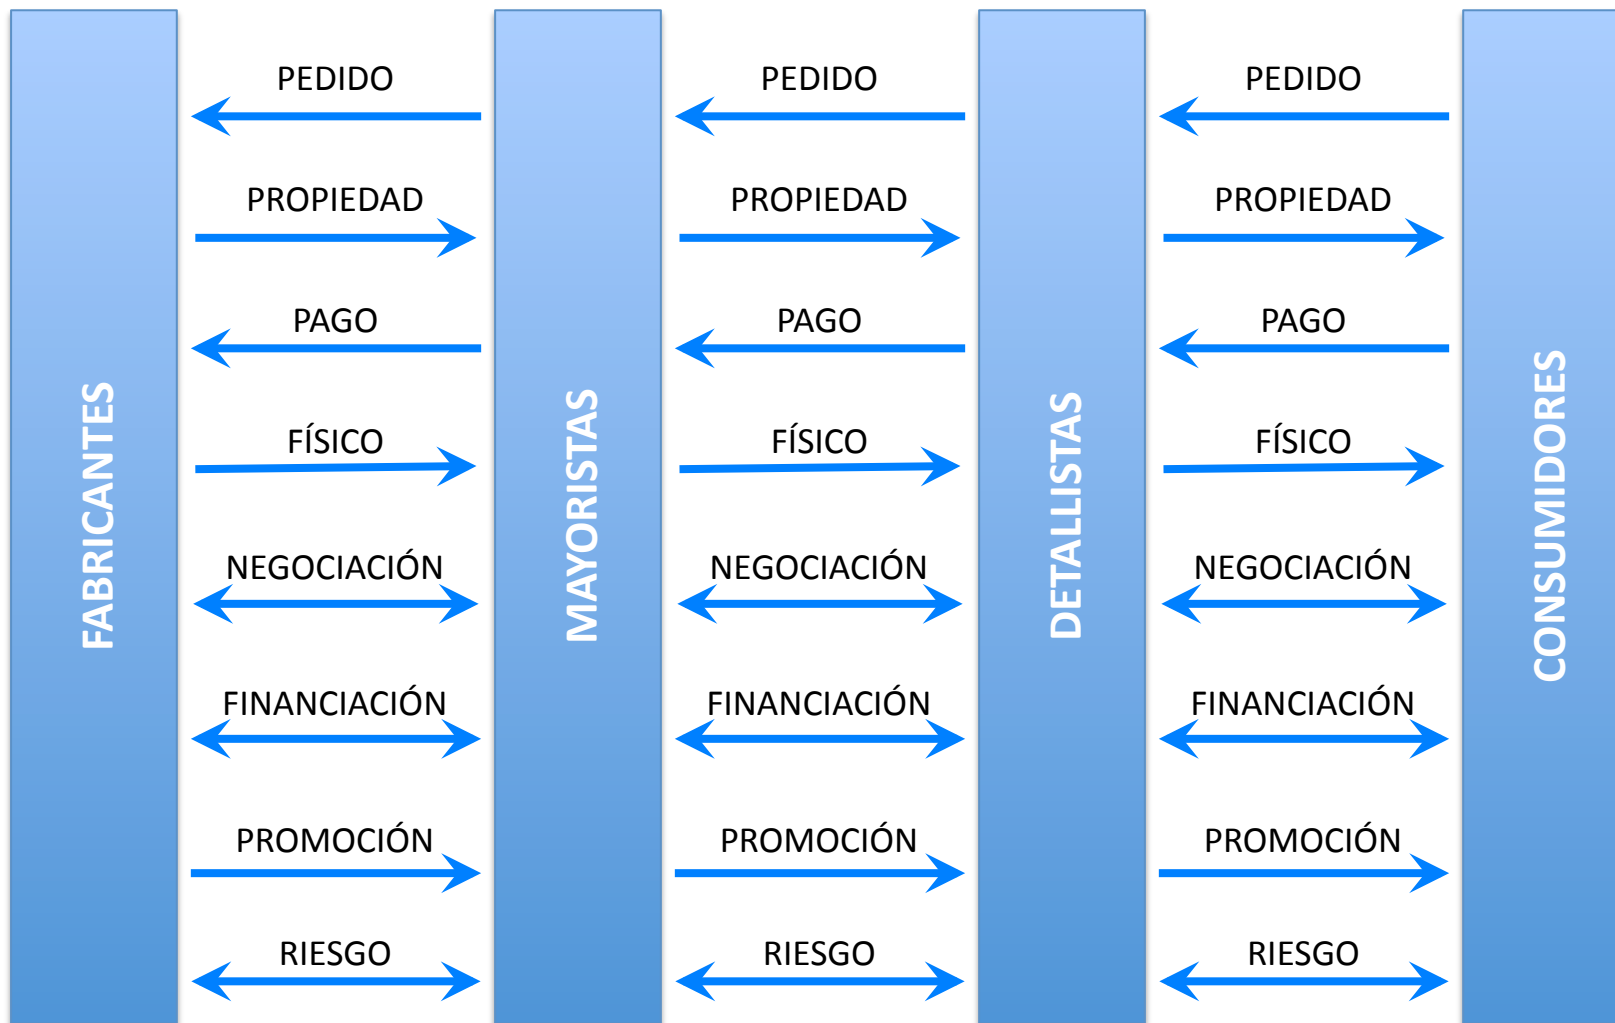 PEDIDO PEDIDO PEDIDO
PROPIEDAD PROPIEDAD PROPIEDAD
PAGO PAGO PAGO
FÍSICO FÍSICO FÍSICO
NEGOCIACIÓN NEGOCIACIÓN NEGOCIACIÓN
FINANCIACIÓN FINANCIACIÓN FINANCIACIÓN
PROMOCIÓN PROMOCIÓN PROMOCIÓN
RIESGO RIESGO RIESGO
FABRICANTES
MAYORISTAS
DETALLISTAS
CONSUMIDORES